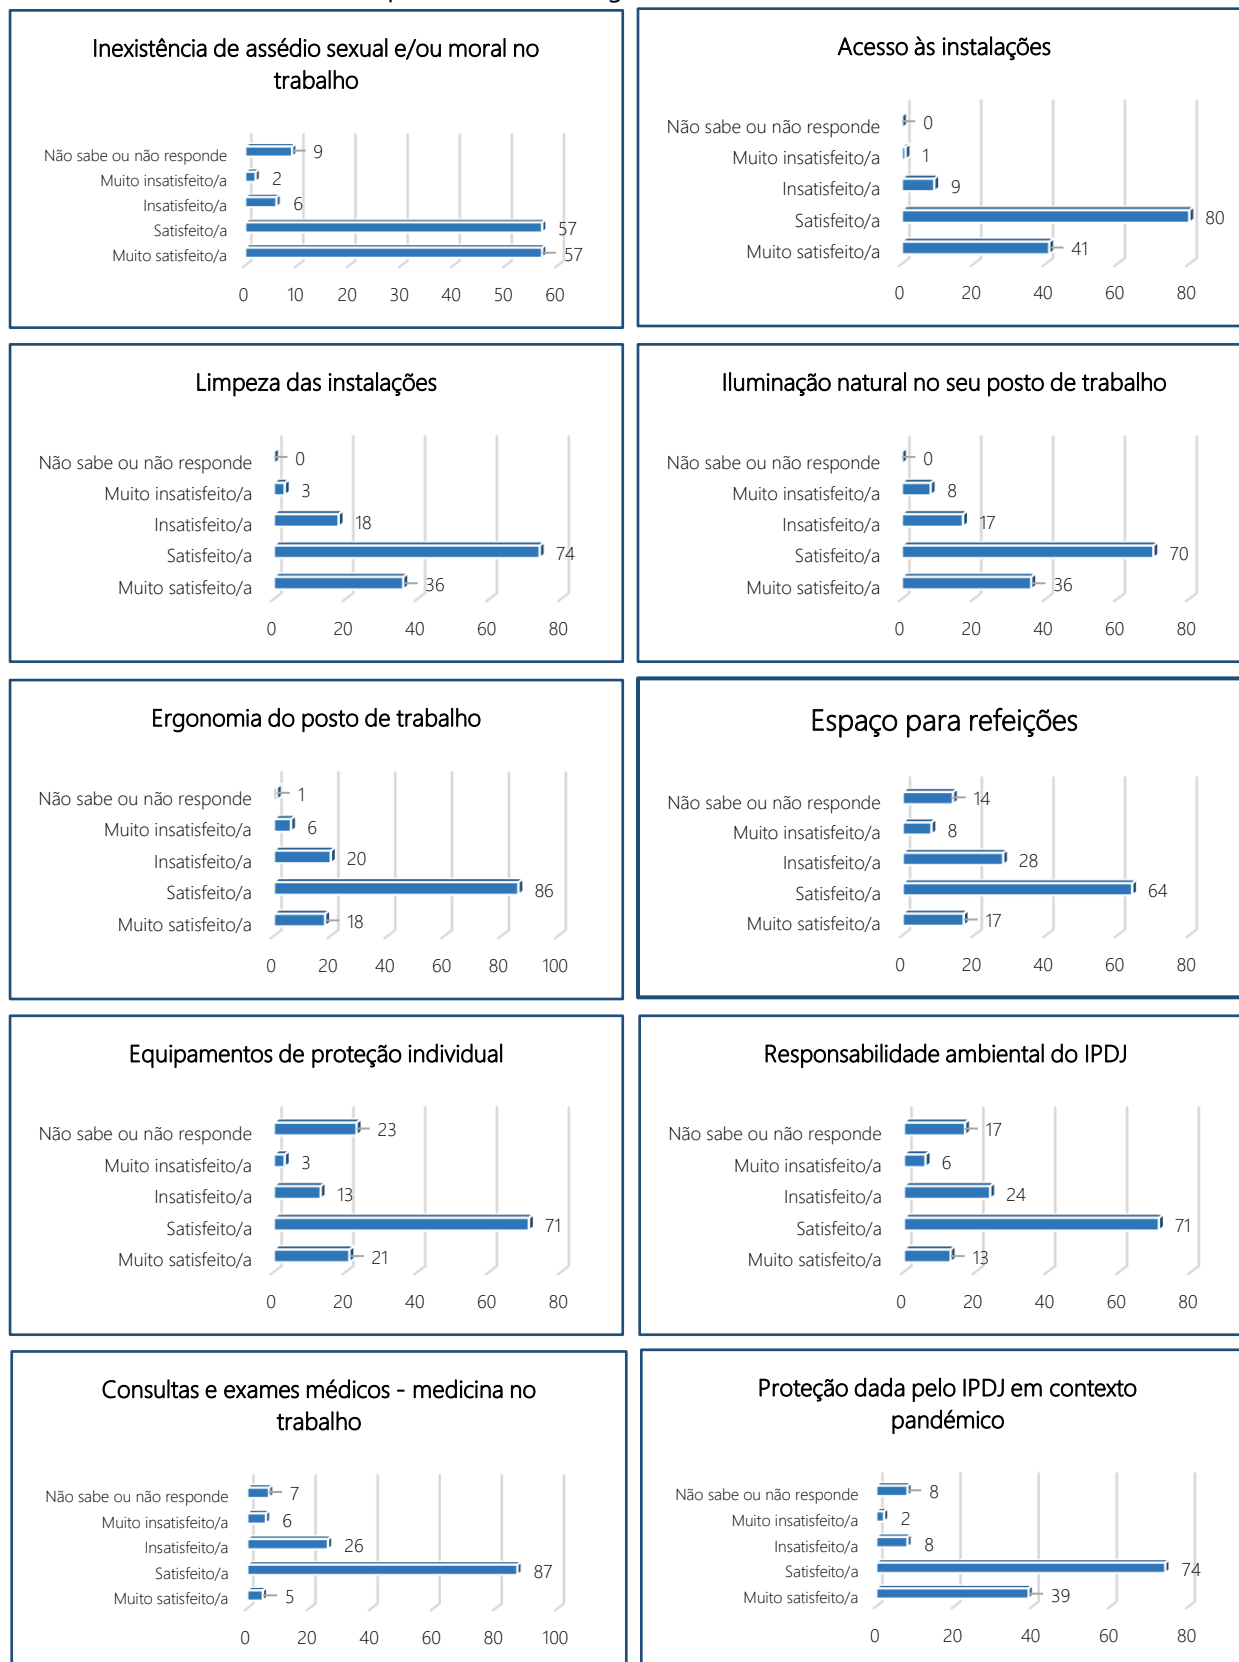 Inexistência de assédio sexual e/ou moral no
trabalho
Não sabe ou não responde 9
Muito insatisfeito/a 2
Insatisfeito/a 6
Satisfeito/a 57
Muito satisfeito/a 57
0 10 20 30 40 50 60
Acesso às instalações
Não sabe ou não responde 0
Muito insatisfeito/a 1
Insatisfeito/a 9
Satisfeito/a 80
Muito satisfeito/a 41
0 20 40 60 80
Limpeza das instalações
Não sabe ou não responde 0
Muito insatisfeito/a 3
Insatisfeito/a 18
Satisfeito/a 74
Muito satisfeito/a 36
0 20 40 60 80
Iluminação natural no seu posto de trabalho
Não sabe ou não responde 0
Muito insatisfeito/a 8
Insatisfeito/a 17
Satisfeito/a 70
Muito satisfeito/a 36
0 20 40 60 80
Ergonomia do posto de trabalho
Não sabe ou não responde 1
Muito insatisfeito/a 6
Insatisfeito/a 20
Satisfeito/a 86
Muito satisfeito/a 18
0 20 40 60 80 100
Espaço para refeições
Não sabe ou não responde 14
Muito insatisfeito/a 8
Insatisfeito/a 28
Satisfeito/a 64
Muito satisfeito/a 17
0 20 40 60 80
Equipamentos de proteção individual
Não sabe ou não responde 23
Muito insatisfeito/a 3
Insatisfeito/a 13
Satisfeito/a 71
Muito satisfeito/a 21
0 20 40 60 80
Responsabilidade ambiental do IPDJ
Não sabe ou não responde 17
Muito insatisfeito/a 6
Insatisfeito/a 24
Satisfeito/a 71
Muito satisfeito/a 13
0 20 40 60 80
Consultas e exames médicos - medicina no
trabalho
Não sabe ou não responde 7
Muito insatisfeito/a 6
Insatisfeito/a 26
Satisfeito/a 87
Muito satisfeito/a 5
0 20 40 60 80 100
Proteção dada pelo IPDJ em contexto
pandémico
Não sabe ou não responde 8
Muito insatisfeito/a 2
Insatisfeito/a 8
Satisfeito/a 74
Muito satisfeito/a 39
0 20 40 60 80